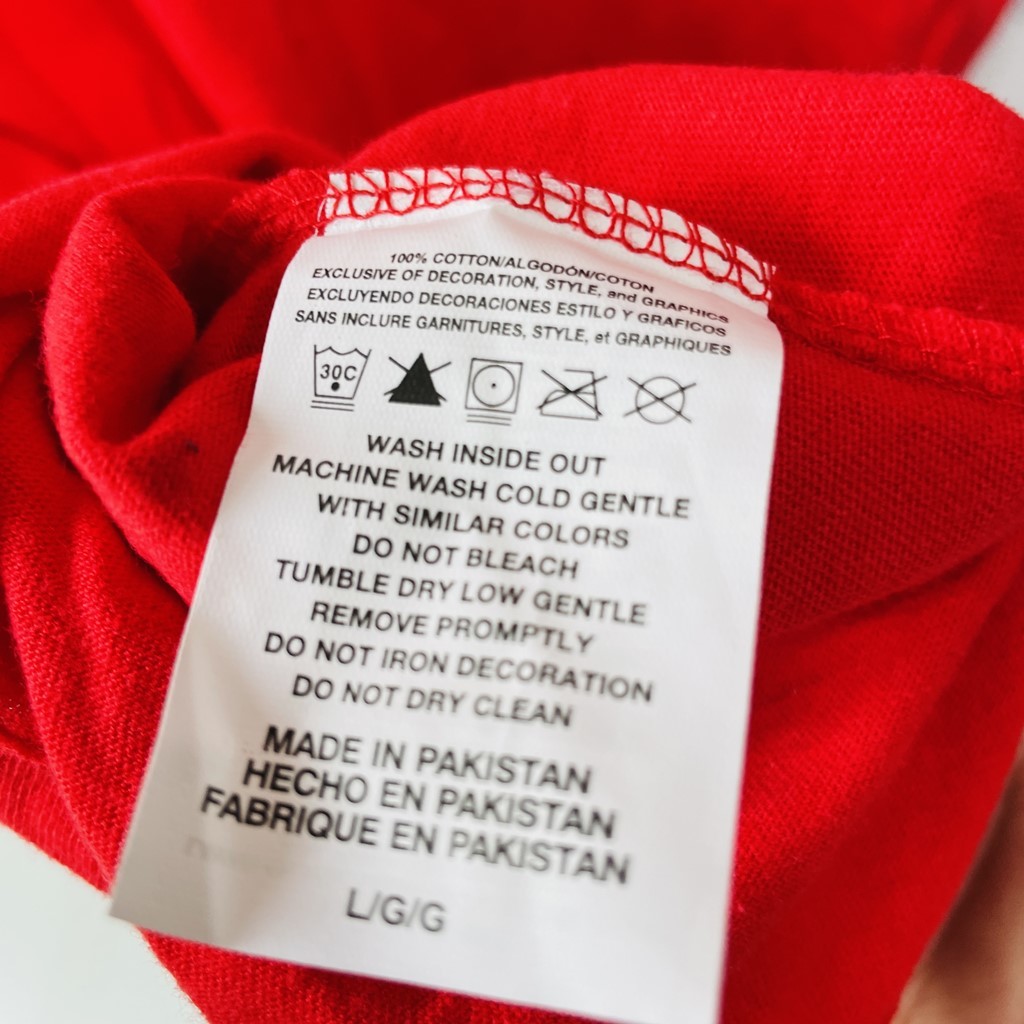 100% COTTON/ALGODÓN/COTON
EXCLUSIVE OF DECORATION, STYLE, and GRAPHICS
EXCLUYENDO DECORACIONES ESTILO Y GRAFICOS
SANS INCLURE GARNITURES, STYLE, et GRAPHIQUES
30C
WASH INSIDE OUT
MACHINE WASH COLD GENTLE
WITH SIMILAR COLORS
DO NOT BLEACH
TUMBLE DRY LOW GENTLE
REMOVE PROMPTLY
DO NOT IRON DECORATION
DO NOT DRY CLEAN
MADE IN PAKISTAN
HECHO EN PAKISTAN
FABRIQUE EN PAKISTAN
L/G/G